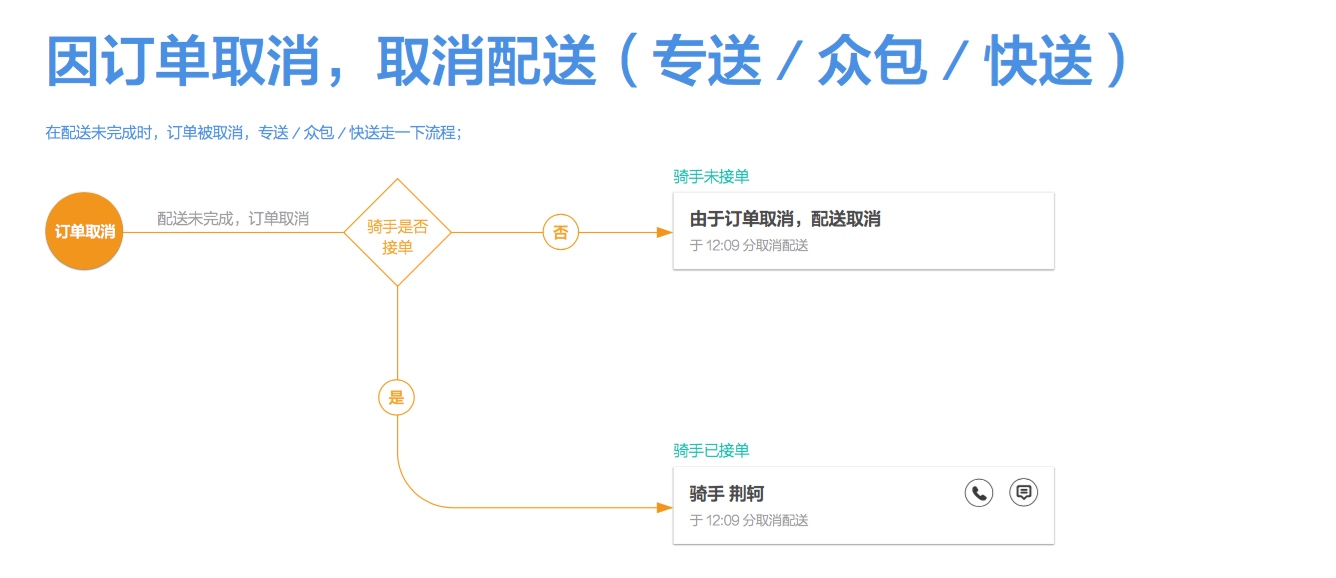 因订单取消，取消配送（专送 / 众包 / 快送）
在配送未完成时，订单被取消，专送 / 众包 / 快送走一下流程；
骑手未接单
订单取消
配送未完成，订单取消
骑手是否
接单
否
由于订单取消，配送取消
于 12:09 分取消配送
是
骑手已接单
骑手 荆轲
于 12:09 分取消配送